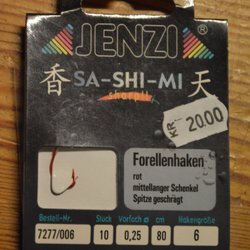 JENZI
香 SA-SHI-MI 天
sharp!!
KR 20.00
Forellenhaken
rot
mittellanger Schenkel
Spitze geschrägt
Bestell-Nr. Stück Vorfach ø cm Hakengröße
7277/006 10 0,25 80 6